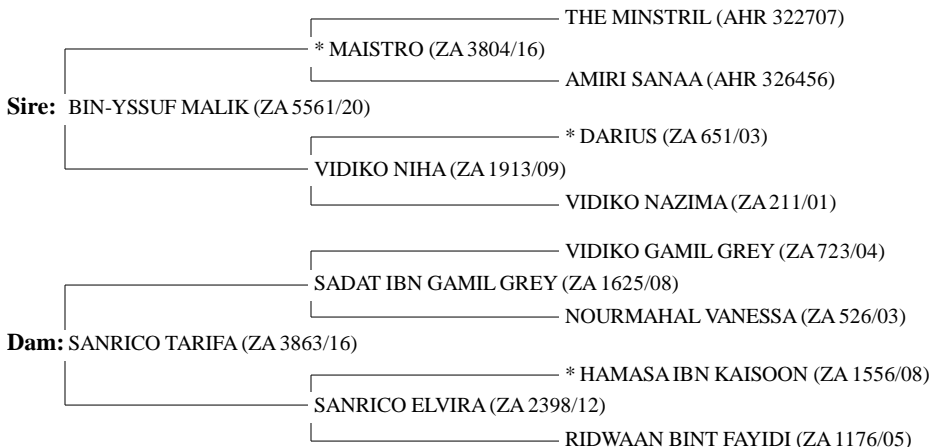 THE MINSTRIL (AHR 322707)
* MAISTRO (ZA 3804/16)
AMIRI SANAA (AHR 326456)
Sire: BIN-YSSUF MALIK (ZA 5561/20)
* DARIUS (ZA 651/03)
VIDIKO NIHA (ZA 1913/09)
VIDIKO NAZIMA (ZA 211/01)
VIDIKO GAMIL GREY (ZA 723/04)
SADAT IBN GAMIL GREY (ZA 1625/08)
NOURMAHAL VANESSA (ZA 526/03)
Dam: SANRICO TARIFA (ZA 3863/16)
* HAMASA IBN KAISOON (ZA 1556/08)
SANRICO ELVIRA (ZA 2398/12)
RIDWAAN BINT FAYIDI (ZA 1176/05)